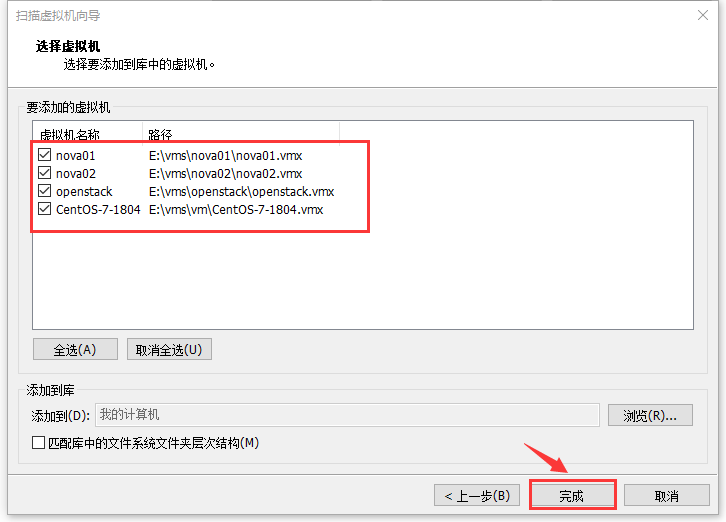 扫描虚拟机向导
选择虚拟机
选择要添加到库中的虚拟机。
要添加的虚拟机
虚拟机名称 路径
nova01 E:\vms\nova01\nova01.vmx
nova02 E:\vms\nova02\nova02.vmx
openstack E:\vms\openstack\openstack.vmx
CentOS-7-1804 E:\vms\vm\CentOS-7-1804.vmx
全选(A) 取消全选(U)
添加到库
添加到(D): 我的计算机 浏览(R)...
匹配库中的文件系统文件夹层次结构(M)
< 上一步(B) 完成 取消